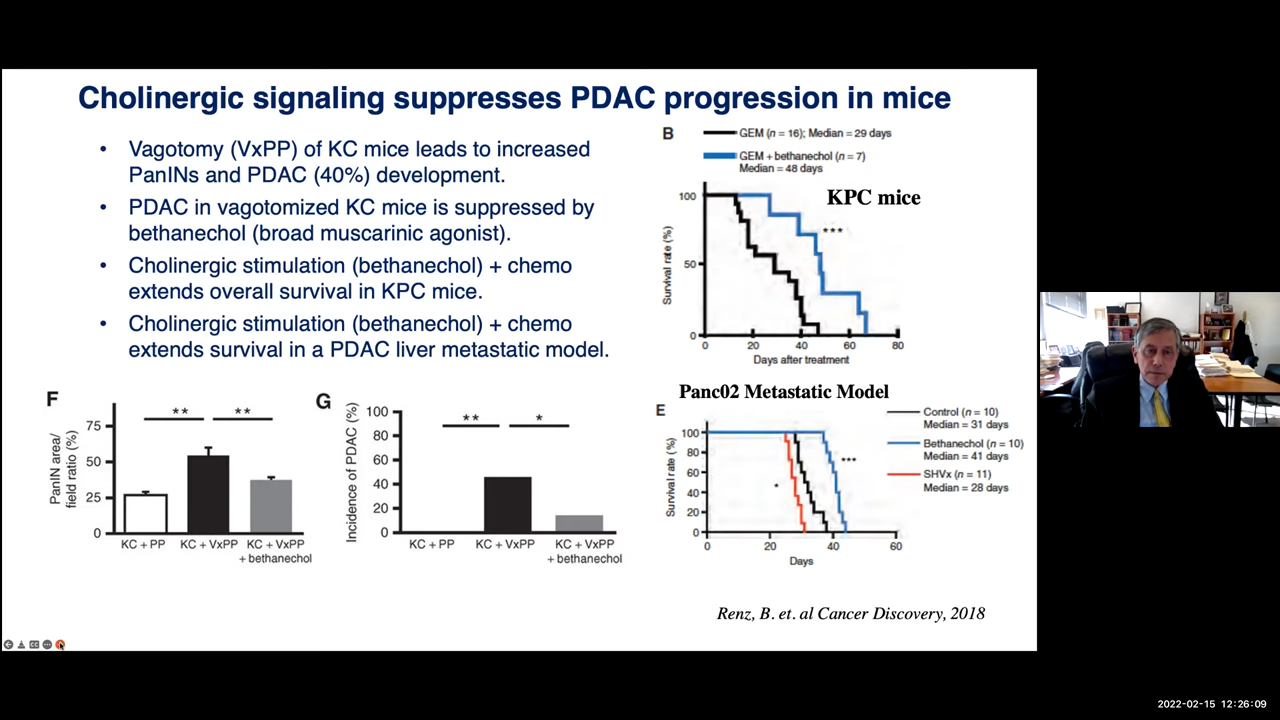 Cholinergic signaling suppresses PDAC progression in mice
• Vagotomy (VxPP) of KC mice leads to increased
PanINs and PDAC (40%) development.
• PDAC in vagotomized KC mice is suppressed by
bethanechol (broad muscarinic agonist).
• Cholinergic stimulation (bethanechol) + chemo
extends overall survival in KPC mice.
• Cholinergic stimulation (bethanechol) + chemo
extends survival in a PDAC liver metastatic model.
B
GEM (n = 16); Median = 29 days
GEM + bethanechol (n = 7)
Median = 48 days
KPC mice
***
Survival rate (%)
100
50
0
0 20 40 60 80
Days after treatment
F
** **
PanIN area/
field ratio (%)
75
50
25
0
KC + PP KC + VxPP KC + VxPP
+ bethanechol
G
** *
Incidence of PDAC (%)
100
80
60
40
20
0
KC + PP KC + VxPP KC + VxPP
+ bethanechol
Panc02 Metastatic Model
E
Control (n = 10)
Median = 31 days
Bethanechol (n = 10)
Median = 41 days
SHVx (n = 11)
Median = 28 days
***
*
Survival rate (%)
100
80
60
40
20
0
0 20 40 60
Days
Renz, B. et. al Cancer Discovery, 2018
2022-02-15 12:26:09